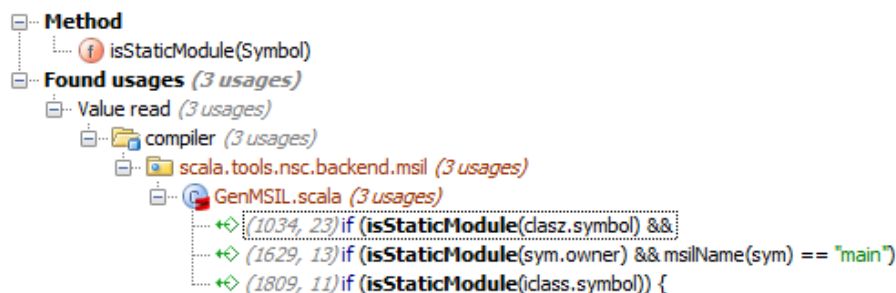 Method
f isStaticModule(Symbol)
Found usages (3 usages)
Value read (3 usages)
compiler (3 usages)
scala.tools.nsc.backend.msil (3 usages)
C GenMSIL.scala (3 usages)
(1034, 23) if (isStaticModule(clasz.symbol) &&
(1629, 13) if (isStaticModule(sym.owner) && msilName(sym) == "main")
(1809, 11) if (isStaticModule(iclass.symbol)) {